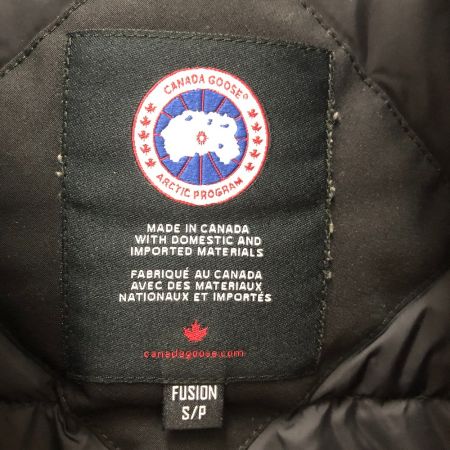 CANADA GOOSE®
ARCTIC PROGRAM
MADE IN CANADA
WITH DOMESTIC AND
IMPORTED MATERIALS
FABRIQUÉ AU CANADA
AVEC DES MATERIAUX
NATIONAUX ET IMPORTÉS
canadagoose.com
FUSION
S/P